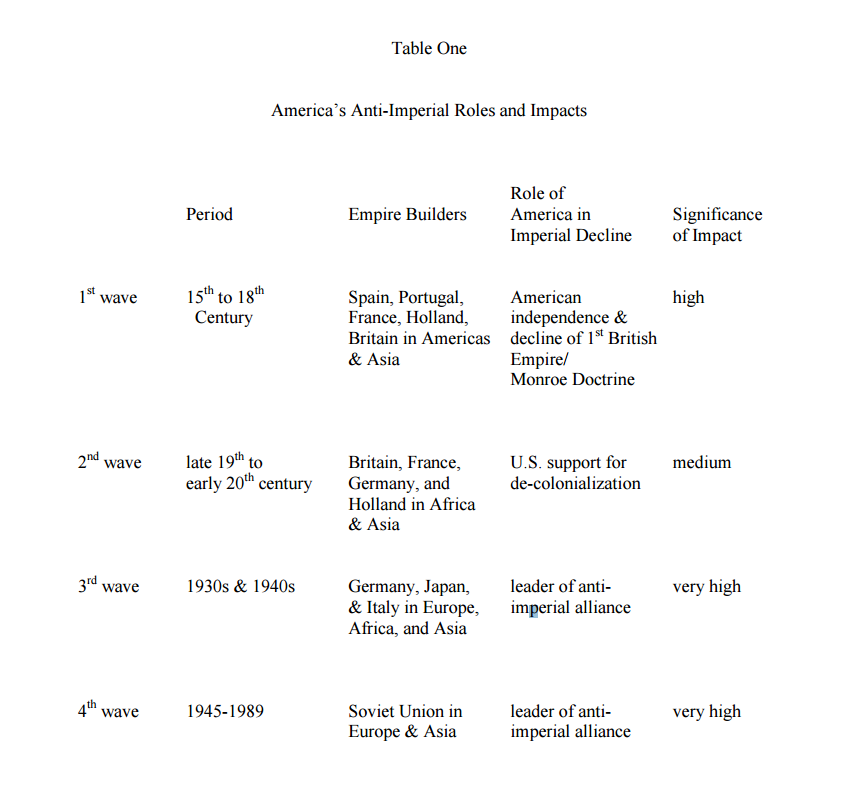 Table One
America’s Anti-Imperial Roles and Impacts
Role of
Period Empire Builders America in Significance
Imperial Decline of Impact
1st wave 15th to 18th Spain, Portugal, American high
Century France, Holland, independence &
Britain in Americas decline of 1st British
& Asia Empire/
Monroe Doctrine
2nd wave late 19th to Britain, France, U.S. support for medium
early 20th century Germany, and de-colonialization
Holland in Africa
& Asia
3rd wave 1930s & 1940s Germany, Japan, leader of anti- very high
& Italy in Europe, imperial alliance
Africa, and Asia
4th wave 1945-1989 Soviet Union in leader of anti- very high
Europe & Asia imperial alliance